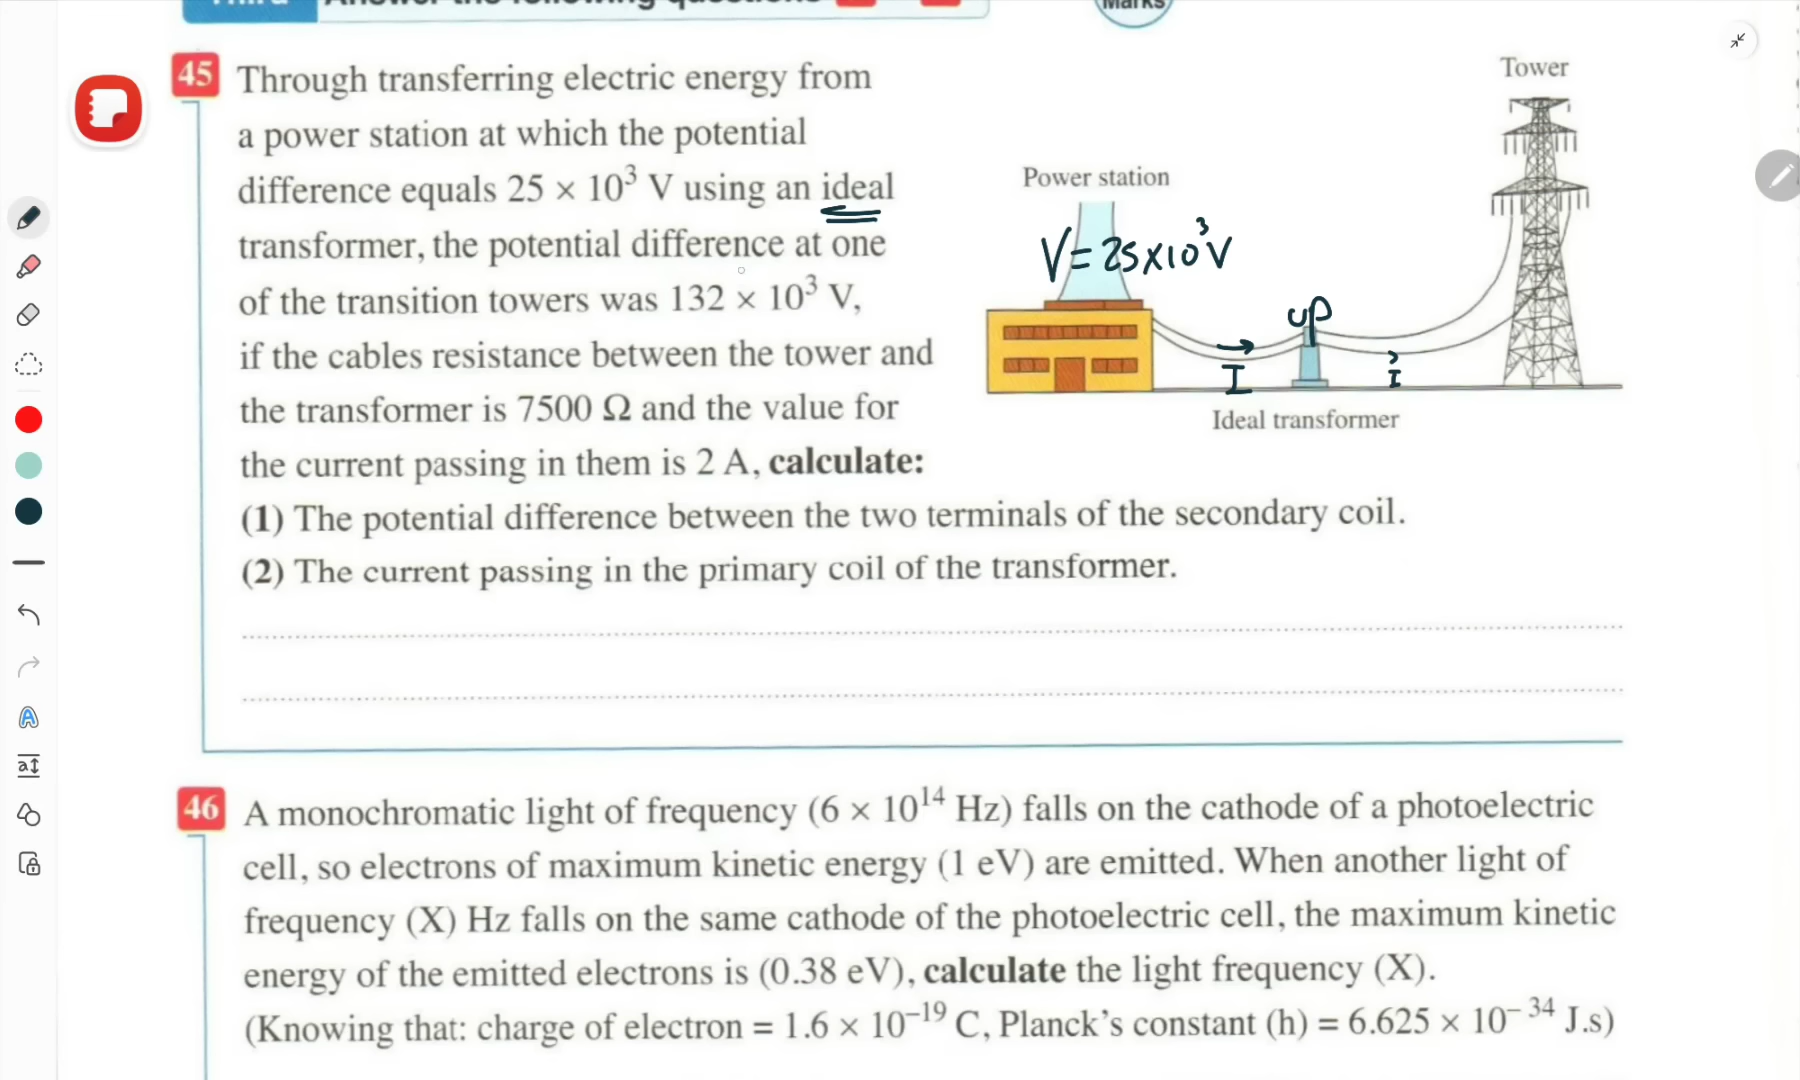 Third Answer the following questions
Marks
45 Through transferring electric energy from
a power station at which the potential
difference equals 25 × 10³ V using an ideal
transformer, the potential difference at one
of the transition towers was 132 × 10³ V,
if the cables resistance between the tower and
the transformer is 7500 Ω and the value for
the current passing in them is 2 A, calculate:
(1) The potential difference between the two terminals of the secondary coil.
(2) The current passing in the primary coil of the transformer.
Tower
Power station
V = 25×10³ V
up
I
I
Ideal transformer
46 A monochromatic light of frequency (6 × 10¹⁴ Hz) falls on the cathode of a photoelectric
cell, so electrons of maximum kinetic energy (1 eV) are emitted. When another light of
frequency (X) Hz falls on the same cathode of the photoelectric cell, the maximum kinetic
energy of the emitted electrons is (0.38 eV), calculate the light frequency (X).
(Knowing that: charge of electron = 1.6 × 10⁻¹⁹ C, Planck's constant (h) = 6.625 × 10⁻³⁴ J.s)